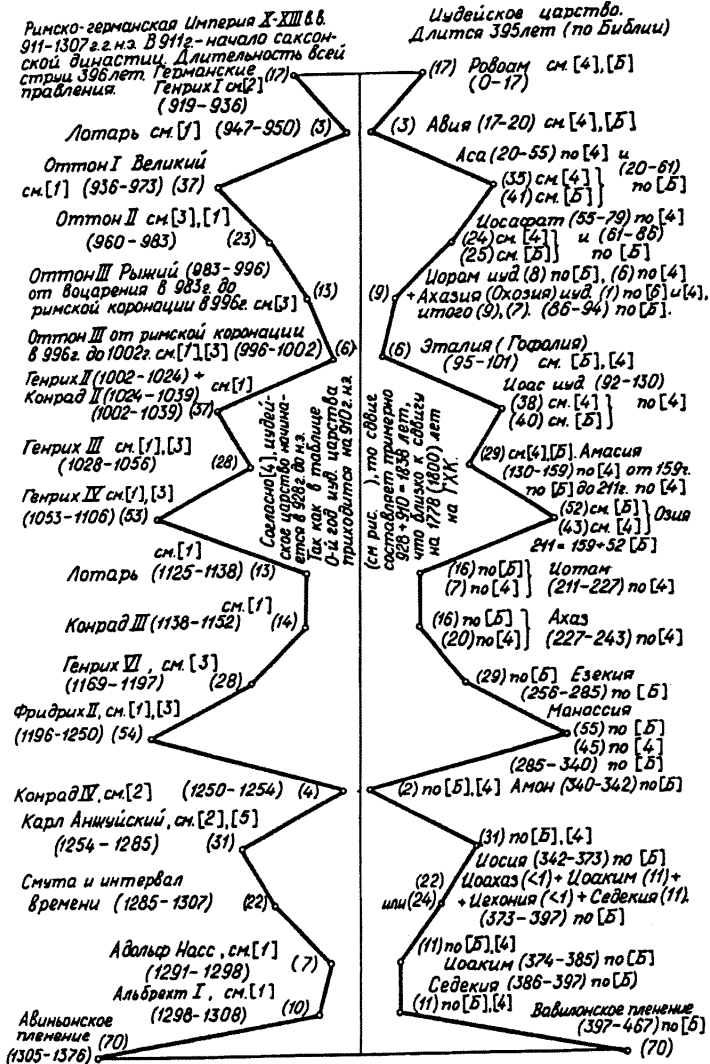 Римско-германская Империя X-XIII в.в.
911-1307 г.г. н.э. В 911г.- начало саксон-
ской династии. Длительность всей
струи 396 лет. Германские
правления.
Генрих I см.[2] (17)
(919-936)
Лотарь см.[1] (947-950) (3)
Оттон I Великий
см.[1] (936-973) (37)
Оттон II см.[3],[1]
(960-983) (23)
Оттон III Рыжий (983-996)
от воцарения в 983г. до
римской коронации в 996г. см.[3]
(13)
Оттон III от римской коронации
в 996г. до 1002г. см.[1],[3] (996-1002) (6)
Генрих II (1002-1024) +
Конрад II (1024-1039) см.[1]
(1002-1039) (37)
Генрих III см.[1],[3]
(1028-1056) (28)
Генрих IV см.[1],[3]
(1053-1106) (53)
см.[1]
Лотарь (1125-1138) (13)
см.[1]
Конрад III (1138-1152) (14)
Генрих VI, см.[3]
(1169-1197) (28)
Фридрих II, см.[1],[3]
(1196-1250) (54)
Конрад IV, см.[2] (1250-1254) (4)
Карл Анжуйский, см.[2],[5]
(1254-1285) (31)
Смута и интервал
времени (1285-1307) (22)
Адольф Насс, см.[1]
(1291-1298) (7)
Альбрехт I, см.[1]
(1298-1308) (10)
Авиньонское
пленение (70)
(1305-1376)
Согласно[4], иудей-
ское царство начина-
ется в 928г. до н.э.
Так как в таблице
0-й год иуд. царства
приходится на 910г. н.э.
(см рис. ), то сдвиг
составляет примерно
928+910=1838 лет,
что близко к сдвигу
на 1778 (1800) лет
на ГХК.
Иудейское царство.
Длится 395 лет (по Библии)
(17) Ровоам см.[4],[Б]
(0-17)
(3) Авия (17-20) см.[4],[Б]
Аса (20-55) по [4] и
(35) см.[4] (20-61)
(41) см.[Б] по [Б]
Иосафат (55-79) по [4]
(24) см.[4] и (61-86)
(25) см.[Б] по [Б]
Иорам иуд. (8) по [Б], (6) по [4]
(9) + Ахазия (Охозия) иуд. (1) по [Б] и [4],
итого (9), (7). (86-94) по [Б].
(6) Эталия (Гофалия)
(95-101) см. [Б],[4]
Иоас иуд. (92-130)
(38) см.[4] по [4]
(40) см.[Б]
(29) см[4],[Б]. Амасия
(130-159) по [4] от 159г.
по [Б] до 211г. по [4]
(52) см.[Б]
(43) см.[4] Озия
211=159+52 [Б]
(16) по [Б] Иотам
(7) по [4] (211-227) по [4]
(16) по [Б] Ахаз
(20) по [4] (227-243) по [4]
(29) по [Б] Езекия
(256-285) по [Б]
Манассия
(55) по [Б]
(45) по [4]
(285-340) по [Б]
(2) по [Б],[4] Амон (340-342) по [Б]
(31) по [Б],[4]
Иосия (342-373) по [Б]
(22) Иоахаз (<1) + Иоаким (11) +
или (24) + Иехония (<1) + Седекия (11).
(373-397) по [Б]
(11) по [Б],[4]
Иоаким (374-385) по [Б]
Седекия (386-397) по [Б]
(11) по [Б],[4]
Вавилонское пленение
(397-467) по [Б]
(70)